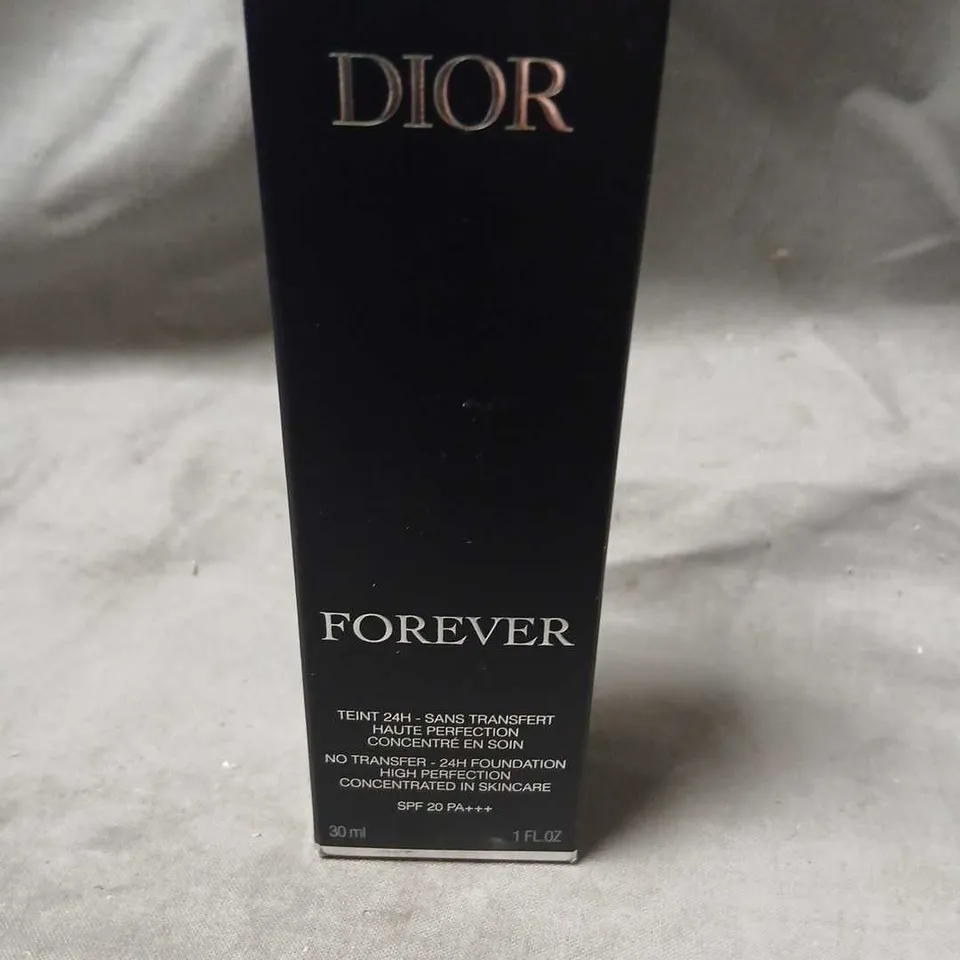 DIOR
FOREVER
TEINT 24H - SANS TRANSFERT
HAUTE PERFECTION
CONCENTRÉ EN SOIN
NO TRANSFER - 24H FOUNDATION
HIGH PERFECTION
CONCENTRATED IN SKINCARE
SPF 20 PA+++
30 ml 1 FL.OZ